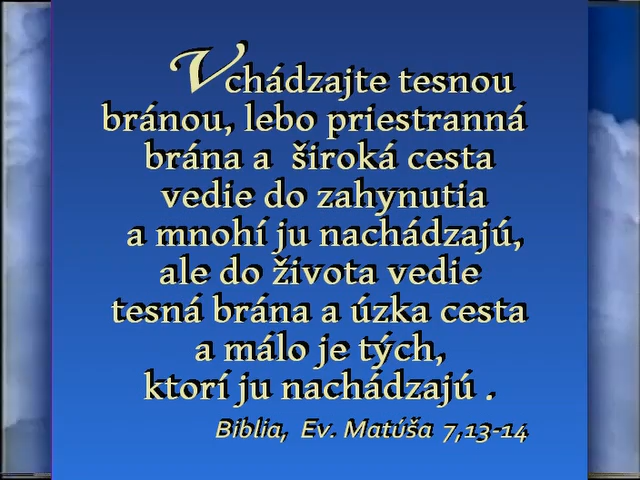 Vchádzajte tesnou
bránou, lebo priestranná
brána a široká cesta
vedie do zahynutia
a mnohí ju nachádzajú,
ale do života vedie
tesná brána a úzka cesta
a málo je tých,
ktorí ju nachádzajú .
Biblia, Ev. Matúša 7,13-14